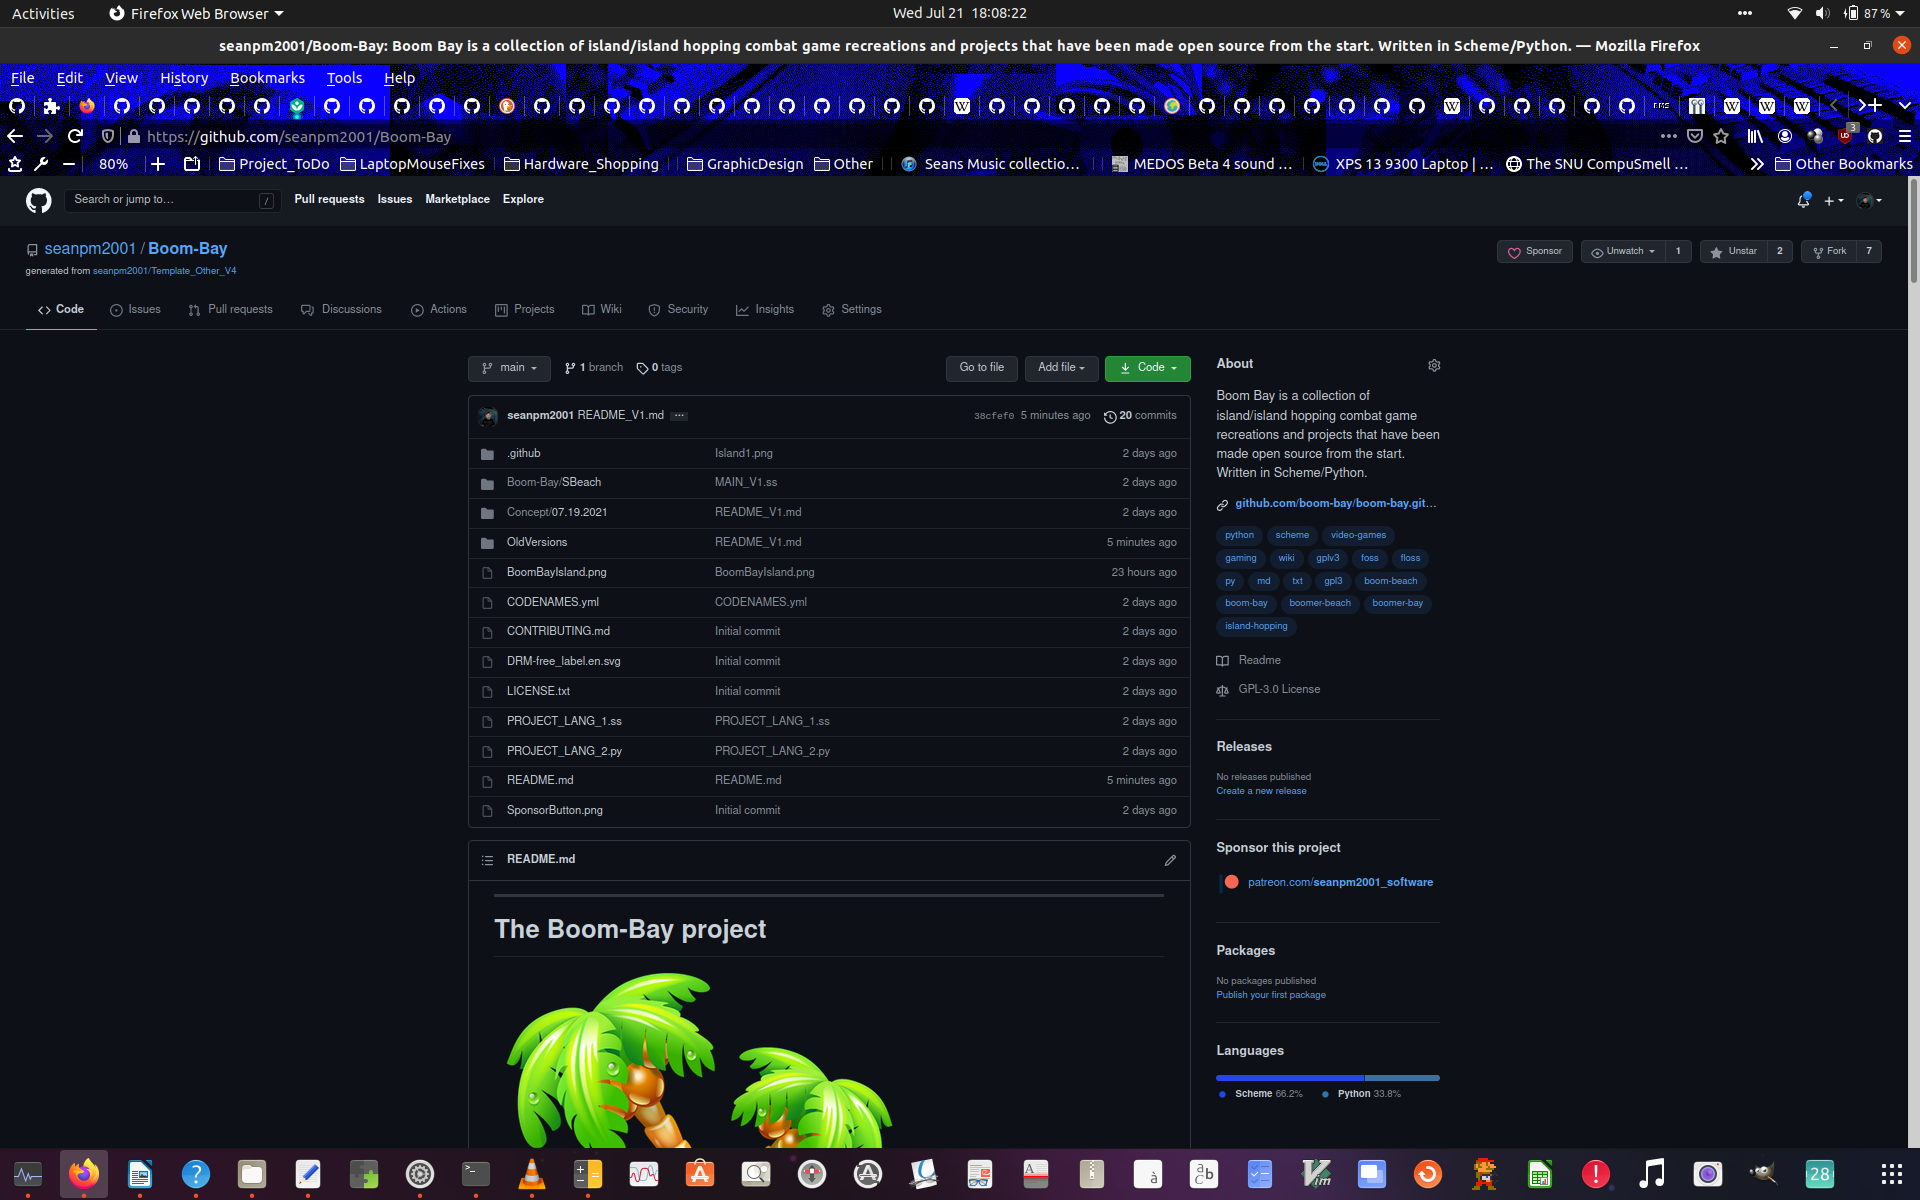 Activities Firefox Web Browser Wed Jul 21 18:08:22 87 %
seanpm2001/Boom-Bay: Boom Bay is a collection of island/island hopping combat game recreations and projects that have been made open source from the start. Written in Scheme/Python. — Mozilla Firefox
File Edit View History Bookmarks Tools Help
https://github.com/seanpm2001/Boom-Bay 3
80% Project_ToDo LaptopMouseFixes Hardware_Shopping GraphicDesign Other Seans Music collectio… MEDOS Beta 4 sound … XPS 13 9300 Laptop | … The SNU CompuSmell … Other Bookmarks
Search or jump to… / Pull requests Issues Marketplace Explore
seanpm2001 / Boom-Bay Sponsor Unwatch 1 Unstar 2 Fork 7
generated from seanpm2001/Template_Other_V4
Code Issues Pull requests Discussions Actions Projects Wiki Security Insights Settings
main 1 branch 0 tags Go to file Add file Code
seanpm2001 README_V1.md ... 38cfef0 5 minutes ago 20 commits
.github Island1.png 2 days ago
Boom-Bay/SBeach MAIN_V1.ss 2 days ago
Concept/07.19.2021 README_V1.md 2 days ago
OldVersions README_V1.md 5 minutes ago
BoomBayIsland.png BoomBayIsland.png 23 hours ago
CODENAMES.yml CODENAMES.yml 2 days ago
CONTRIBUTING.md Initial commit 2 days ago
DRM-free_label.en.svg Initial commit 2 days ago
LICENSE.txt Initial commit 2 days ago
PROJECT_LANG_1.ss PROJECT_LANG_1.ss 2 days ago
PROJECT_LANG_2.py PROJECT_LANG_2.py 2 days ago
README.md README.md 5 minutes ago
SponsorButton.png Initial commit 2 days ago
README.md
The Boom-Bay project
About
Boom Bay is a collection of
island/island hopping combat game
recreations and projects that have been
made open source from the start.
Written in Scheme/Python.
github.com/boom-bay/boom-bay.git…
python scheme video-games
gaming wiki gplv3 foss floss
py md txt gpl3 boom-beach
boom-bay boomer-beach boomer-bay
island-hopping
Readme
GPL-3.0 License
Releases
No releases published
Create a new release
Sponsor this project
patreon.com/seanpm2001_software
Packages
No packages published
Publish your first package
Languages
Scheme 66.2% Python 33.8%
28